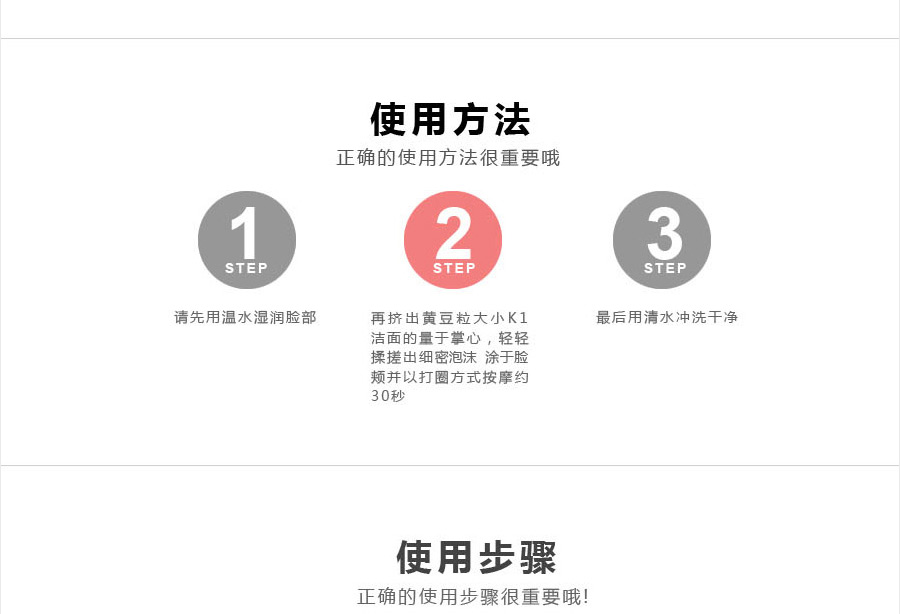 使用方法
正确的使用方法很重要哦
1
STEP
请先用温水湿润脸部
2
STEP
再挤出黄豆粒大小K1
洁面的量于掌心，轻轻
揉搓出细密泡沫 涂于脸
颊并以打圈方式按摩约
30秒
3
STEP
最后用清水冲洗干净
使用步骤
正确的使用步骤很重要哦!